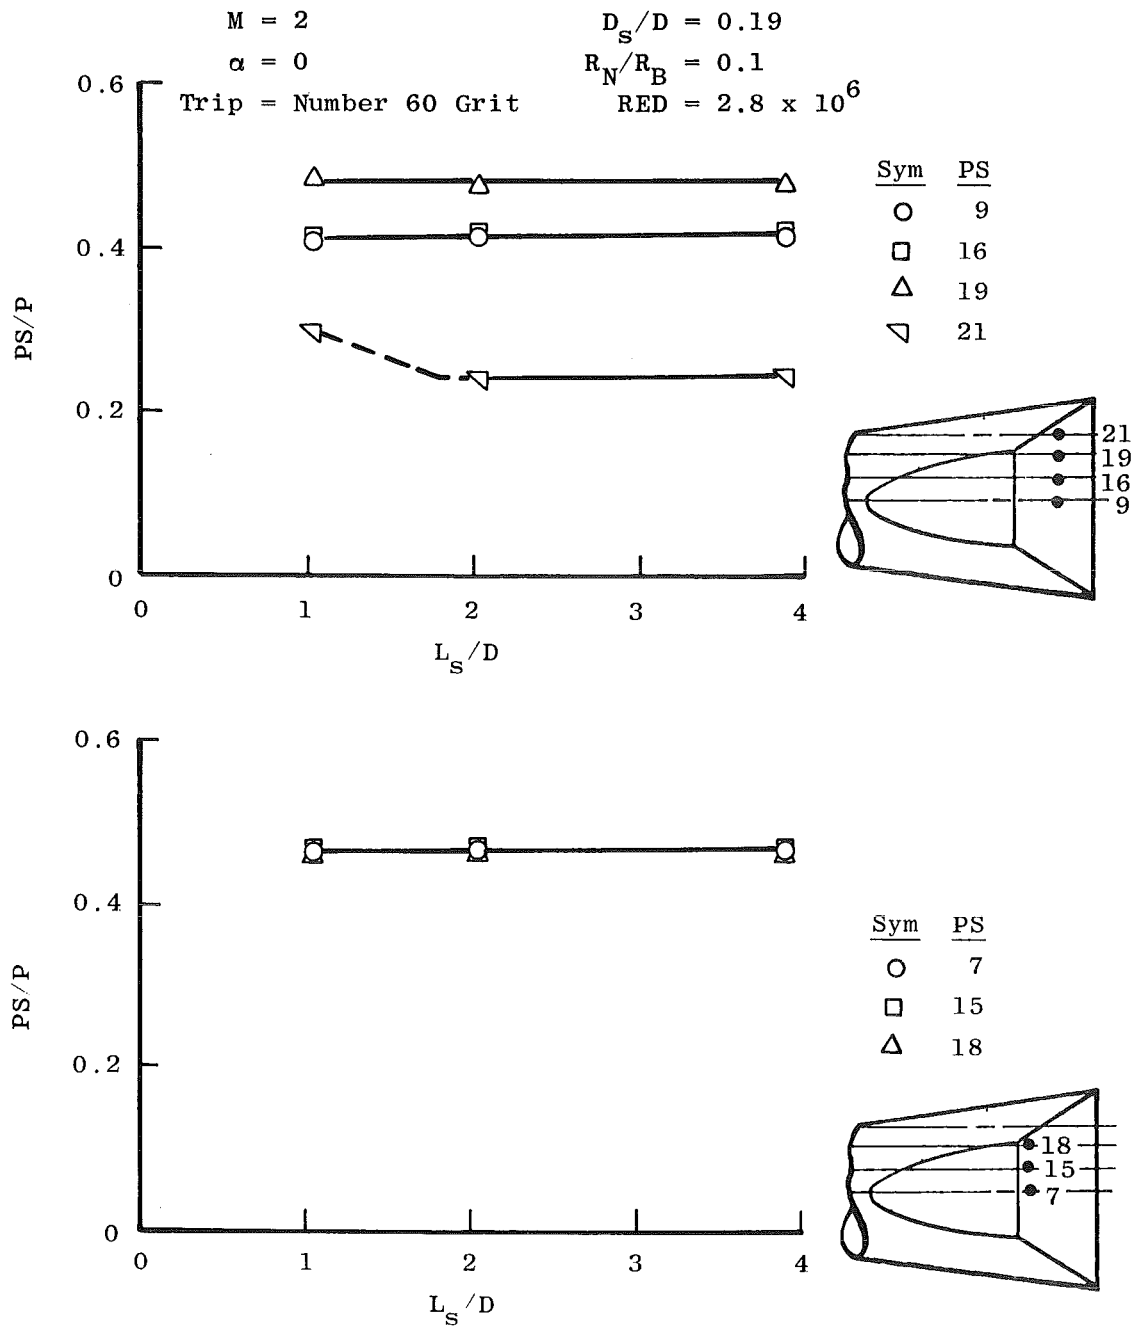 M = 2
D_s/D = 0.19
α = 0
R_N/R_B = 0.1
Trip = Number 60 Grit
RED = 2.8 x 10^6
0.6
0.4
0.2
0
PS/P
0 1 2 3 4
L_s/D
Sym PS
9
16
19
21
21
19
16
9
0.6
0.4
0.2
0
PS/P
0 1 2 3 4
L_s/D
Sym PS
7
15
18
18
15
7